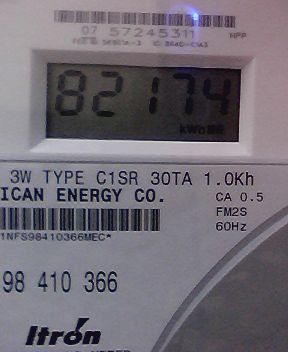 07 57245311 NPP
82174
kWh
3W TYPE C1SR 30TA 1.0Kh
ICAN ENERGY CO.
CA 0.5
FM2S
60Hz
1NFS98410366MEC*
98 410 366
Itron